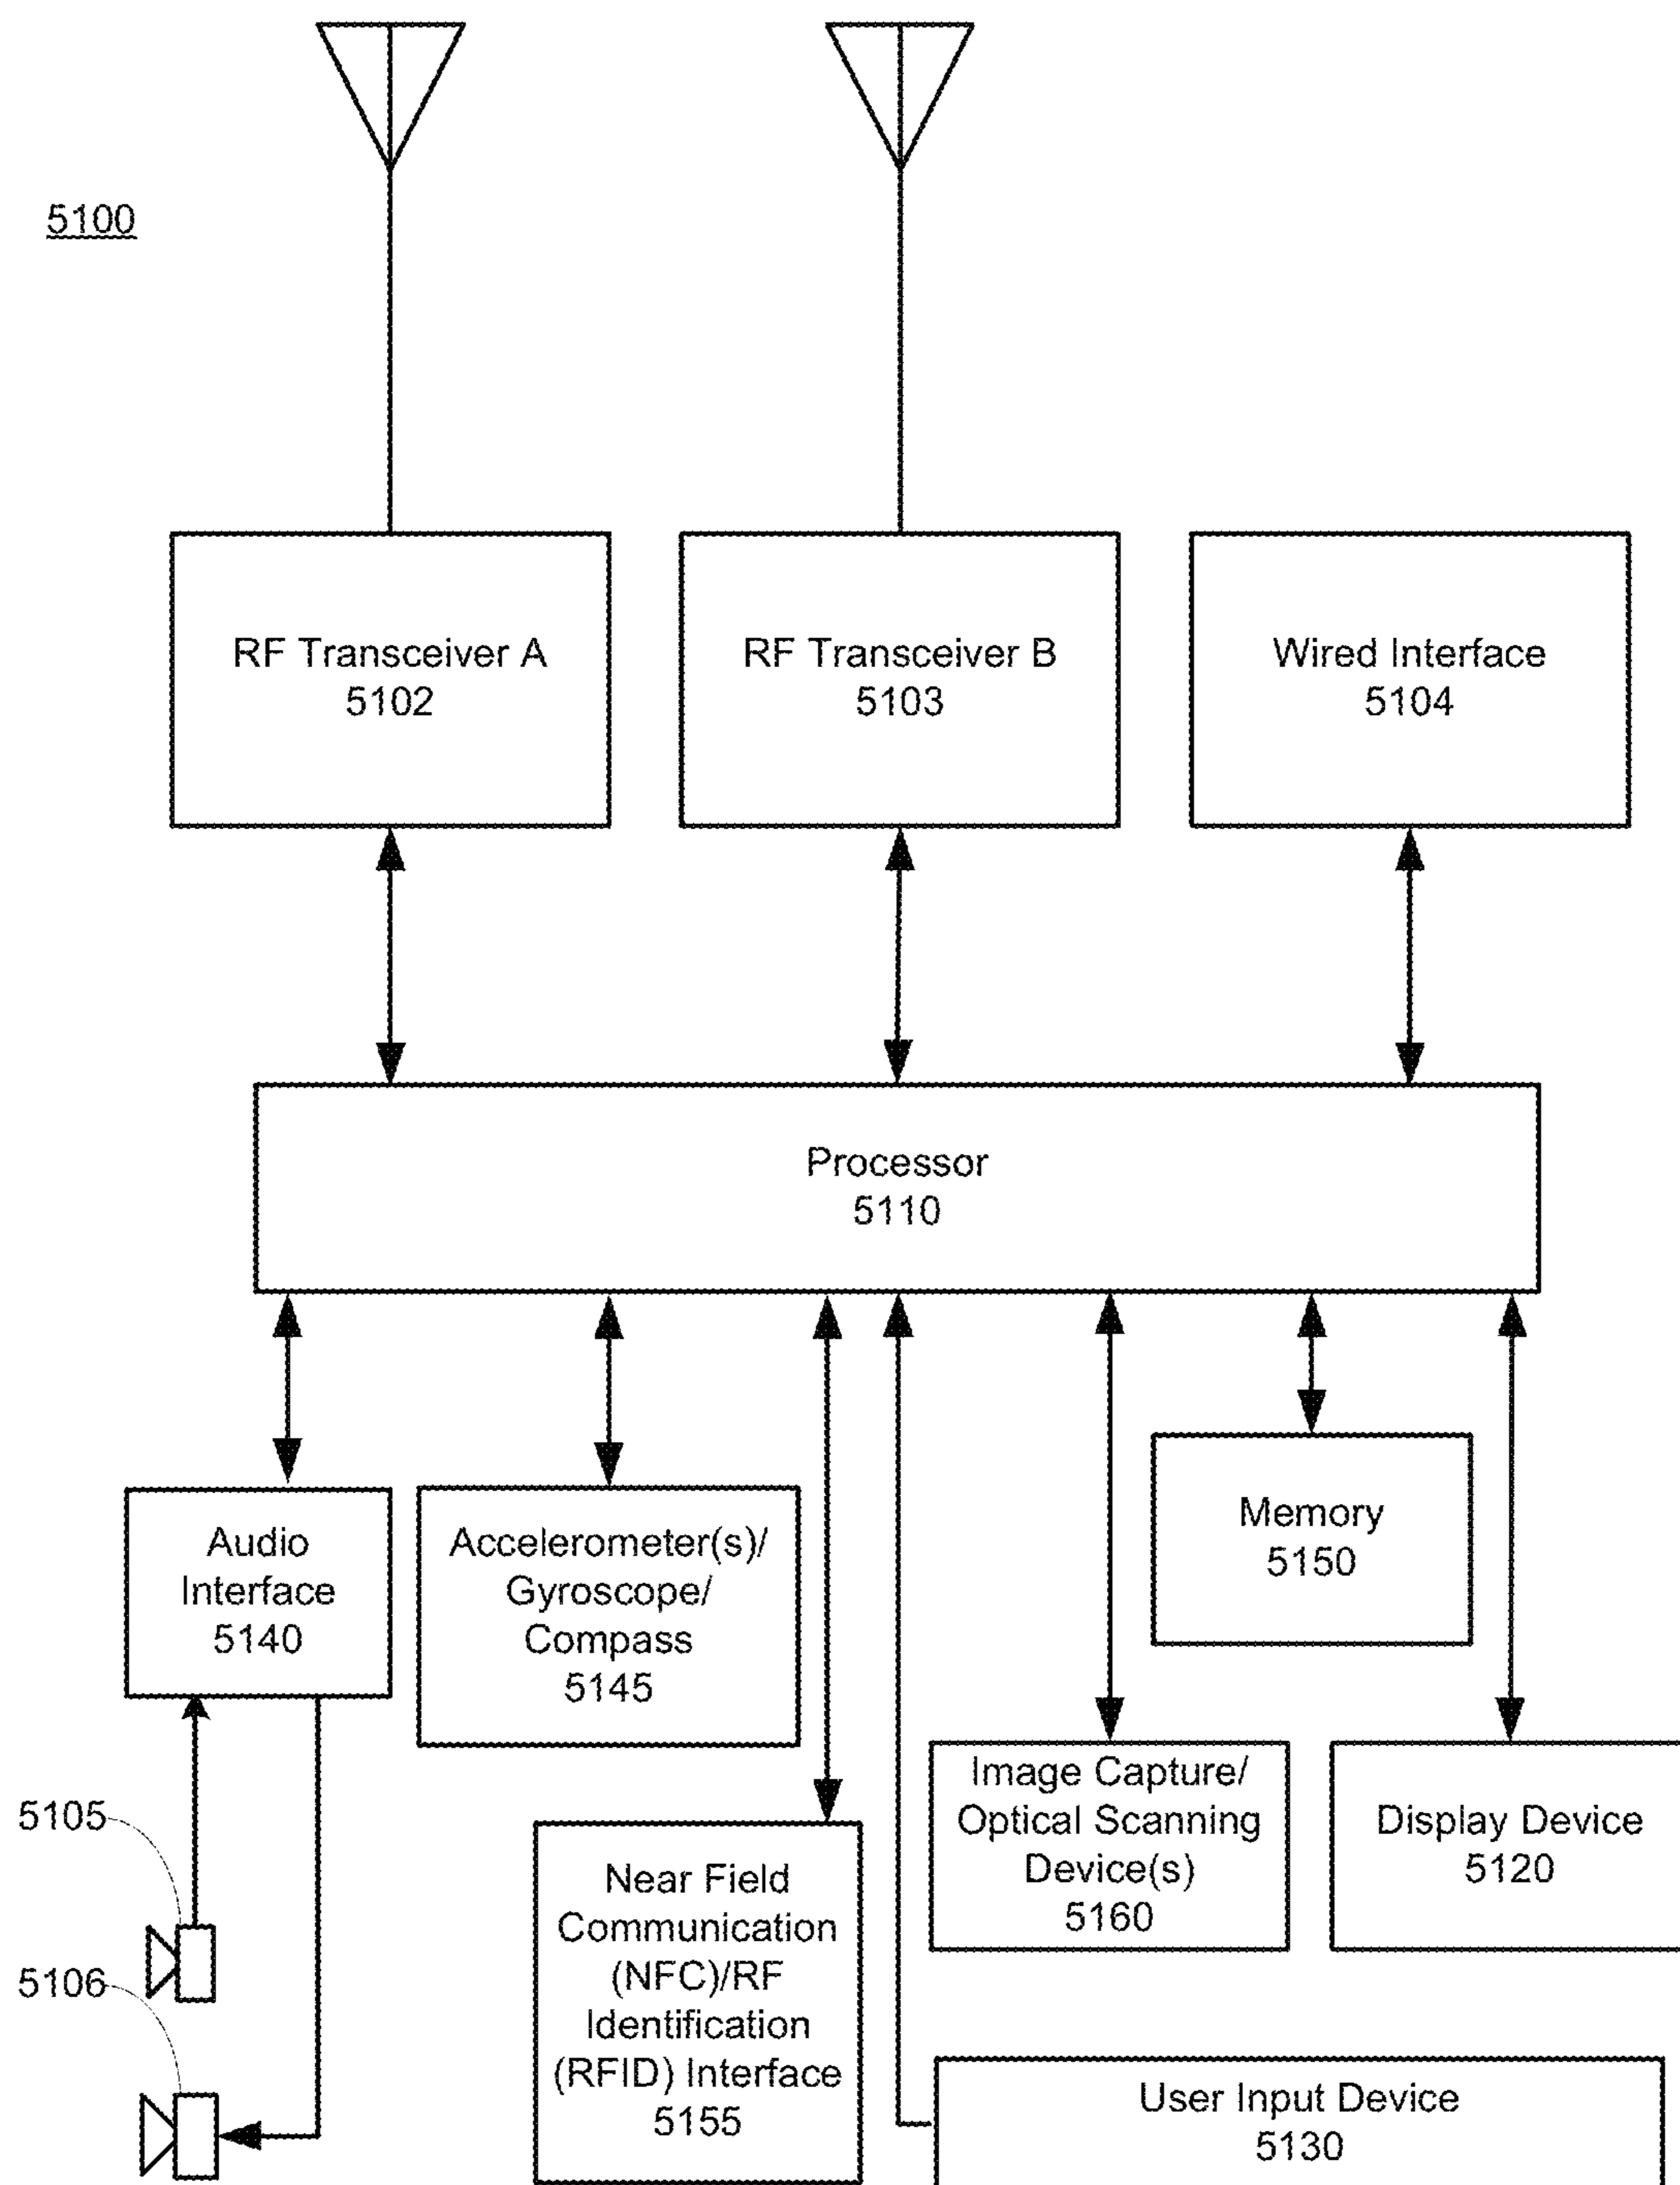 5100
RF Transceiver A
5102
RF Transceiver B
5103
Wired Interface
5104
Processor
5110
Audio
Interface
5140
Accelerometer(s)/
Gyroscope/
Compass
5145
Memory
5150
5105
5106
Near Field
Communication
(NFC)/RF
Identification
(RFID) Interface
5155
Image Capture/
Optical Scanning
Device(s)
5160
Display Device
5120
User Input Device
5130